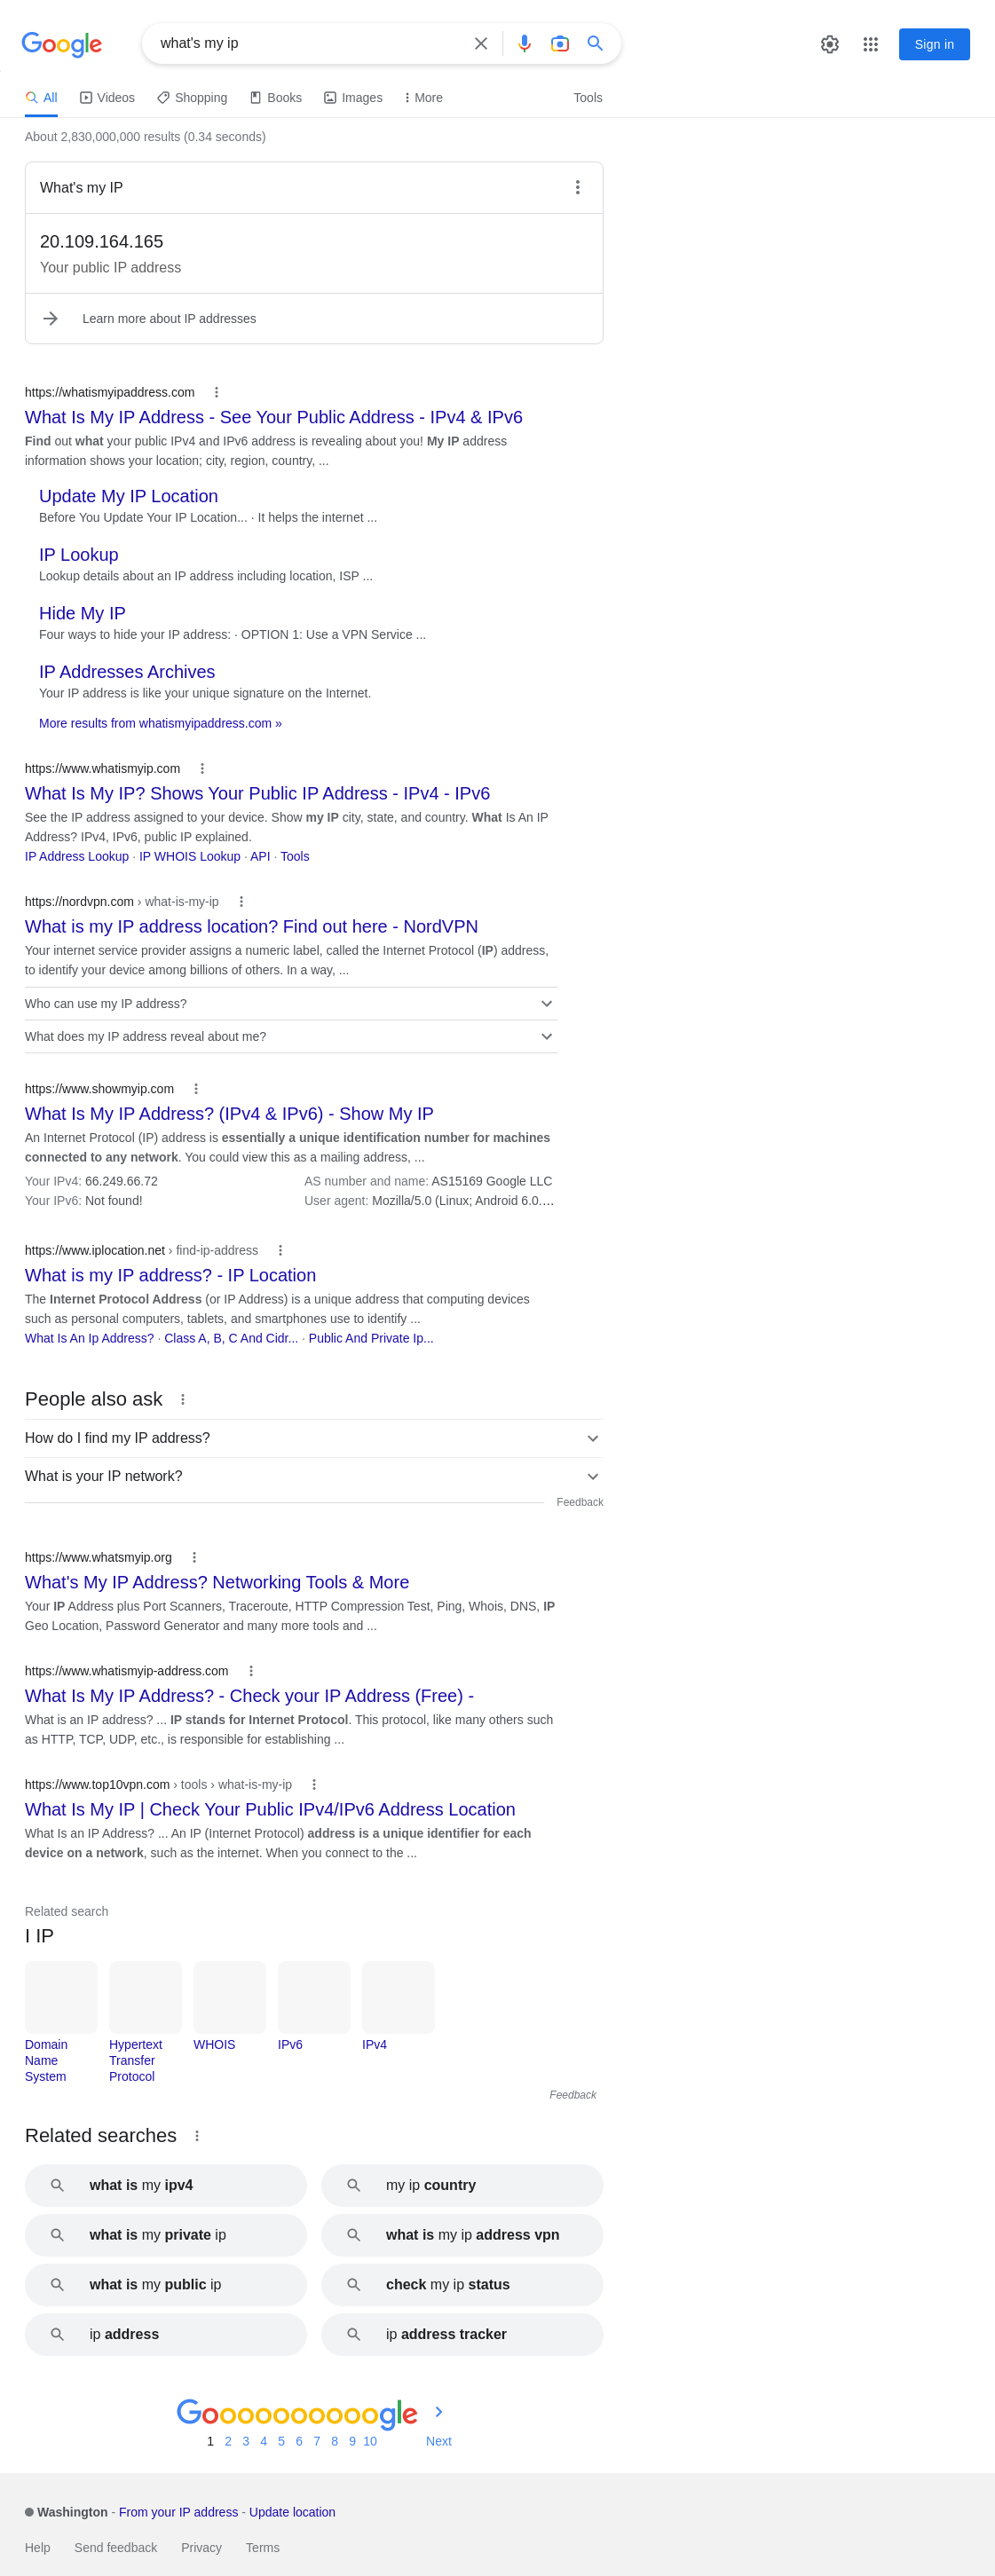 Google
what's my ip
Sign in
All
Videos
Shopping
Books
Images
More
Tools
About 2,830,000,000 results (0.34 seconds)
What's my IP
20.109.164.165
Your public IP address
Learn more about IP addresses
https://whatismyipaddress.com
What Is My IP Address - See Your Public Address - IPv4 & IPv6
Find out what your public IPv4 and IPv6 address is revealing about you! My IP address
information shows your location; city, region, country, ...
Update My IP Location
Before You Update Your IP Location... · It helps the internet ...
IP Lookup
Lookup details about an IP address including location, ISP ...
Hide My IP
Four ways to hide your IP address: · OPTION 1: Use a VPN Service ...
IP Addresses Archives
Your IP address is like your unique signature on the Internet.
More results from whatismyipaddress.com »
https://www.whatismyip.com
What Is My IP? Shows Your Public IP Address - IPv4 - IPv6
See the IP address assigned to your device. Show my IP city, state, and country. What Is An IP
Address? IPv4, IPv6, public IP explained.
IP Address Lookup · IP WHOIS Lookup · API · Tools
https://nordvpn.com › what-is-my-ip
What is my IP address location? Find out here - NordVPN
Your internet service provider assigns a numeric label, called the Internet Protocol (IP) address,
to identify your device among billions of others. In a way, ...
Who can use my IP address?
What does my IP address reveal about me?
https://www.showmyip.com
What Is My IP Address? (IPv4 & IPv6) - Show My IP
An Internet Protocol (IP) address is essentially a unique identification number for machines
connected to any network. You could view this as a mailing address, ...
Your IPv4: 66.249.66.72
AS number and name: AS15169 Google LLC
Your IPv6: Not found!
User agent: Mozilla/5.0 (Linux; Android 6.0....
https://www.iplocation.net › find-ip-address
What is my IP address? - IP Location
The Internet Protocol Address (or IP Address) is a unique address that computing devices
such as personal computers, tablets, and smartphones use to identify ...
What Is An Ip Address? · Class A, B, C And Cidr... · Public And Private Ip...
People also ask
How do I find my IP address?
What is your IP network?
Feedback
https://www.whatsmyip.org
What's My IP Address? Networking Tools & More
Your IP Address plus Port Scanners, Traceroute, HTTP Compression Test, Ping, Whois, DNS, IP
Geo Location, Password Generator and many more tools and ...
https://www.whatismyip-address.com
What Is My IP Address? - Check your IP Address (Free) -
What is an IP address? ... IP stands for Internet Protocol. This protocol, like many others such
as HTTP, TCP, UDP, etc., is responsible for establishing ...
https://www.top10vpn.com › tools › what-is-my-ip
What Is My IP | Check Your Public IPv4/IPv6 Address Location
What Is an IP Address? ... An IP (Internet Protocol) address is a unique identifier for each
device on a network, such as the internet. When you connect to the ...
Related search
I IP
Domain
Name
System
Hypertext
Transfer
Protocol
WHOIS
IPv6
IPv4
Feedback
Related searches
what is my ipv4
my ip country
what is my private ip
what is my ip address vpn
what is my public ip
check my ip status
ip address
ip address tracker
Goooooooooogle
1 2 3 4 5 6 7 8 9 10 Next
Washington - From your IP address - Update location
Help
Send feedback
Privacy
Terms